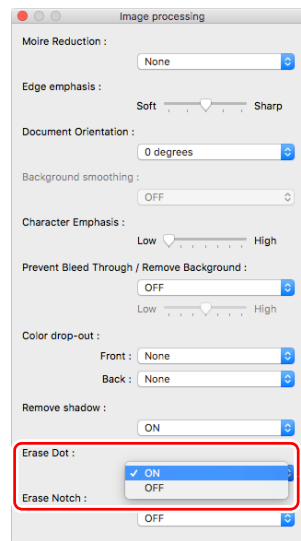 Image processing
Moire Reduction :
None
Edge emphasis :
Soft Sharp
Document Orientation :
0 degrees
Background smoothing :
OFF
Character Emphasis :
Low High
Prevent Bleed Through / Remove Background :
OFF
Low High
Color drop-out :
Front : None
Back : None
Remove shadow :
ON
Erase Dot :
✓ ON
OFF
Erase Notch :
OFF